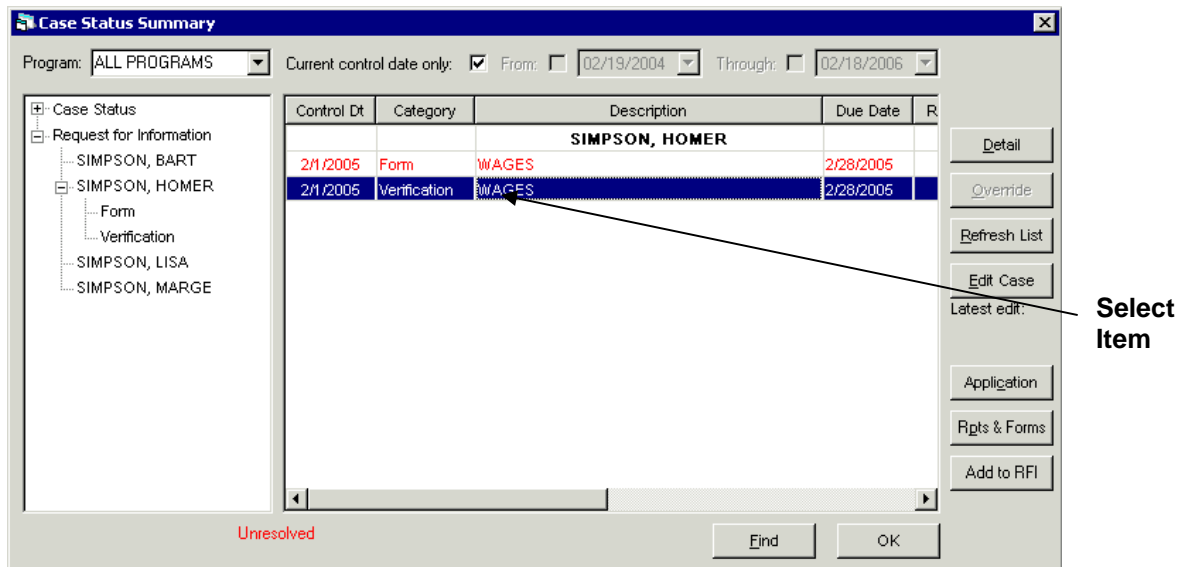 Case Status Summary
Program: ALL PROGRAMS Current control date only: From: 02/19/2004 Through: 02/18/2006
Case Status
Request for Information
SIMPSON, BART
SIMPSON, HOMER
Form
Verification
SIMPSON, LISA
SIMPSON, MARGE
Control Dt Category Description Due Date R
SIMPSON, HOMER
2/1/2005 Form WAGES 2/28/2005
2/1/2005 Verification WAGES 2/28/2005
Detail
Override
Refresh List
Edit Case
Latest edit:
Application
Rpts & Forms
Add to RFI
Select
Item
Unresolved
Find OK